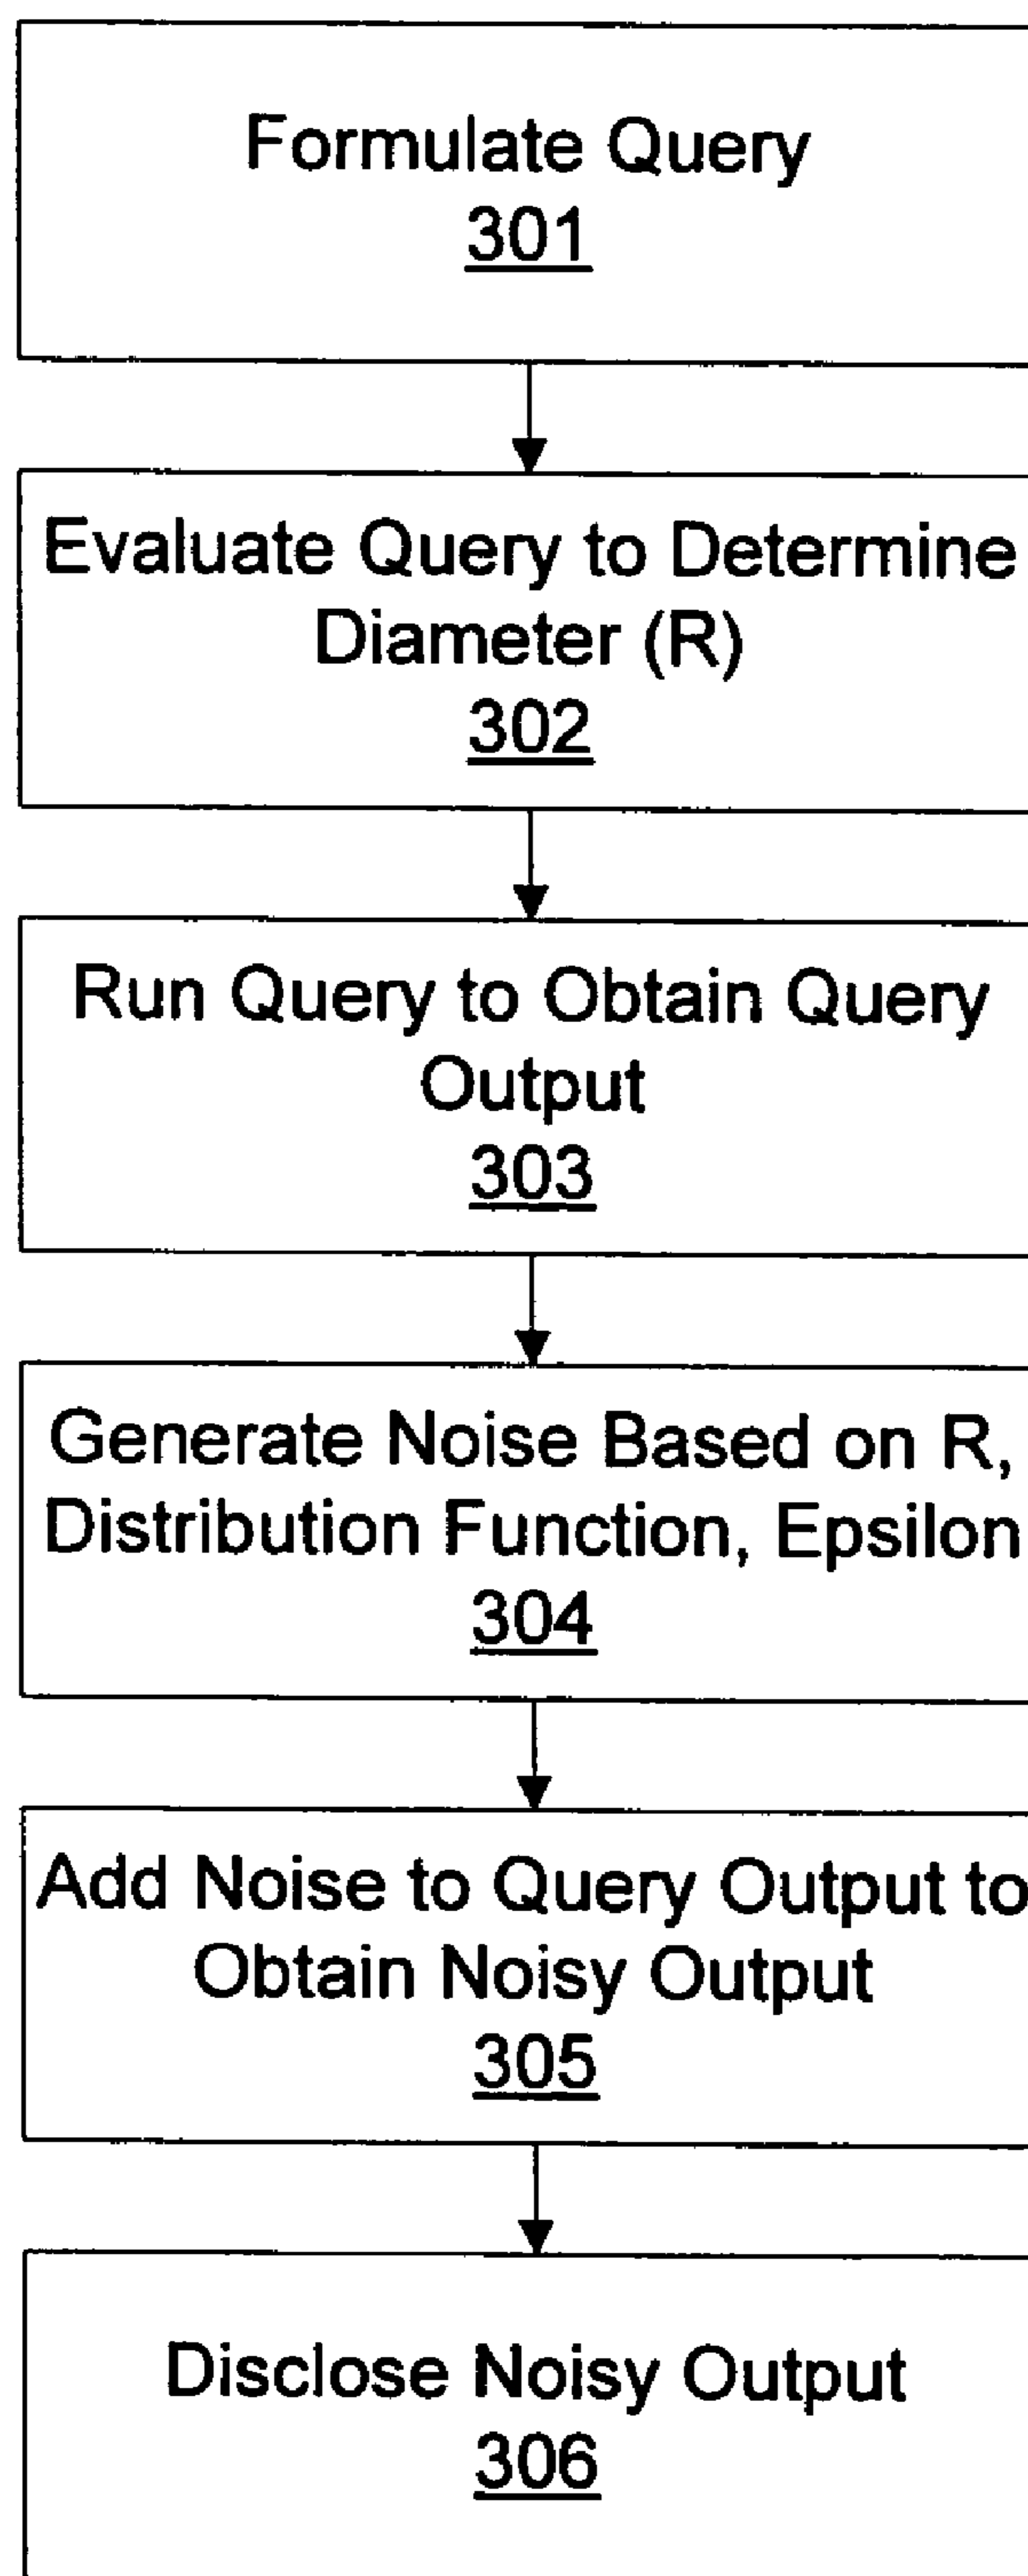 Formulate Query
301
Evaluate Query to Determine
Diameter (R)
302
Run Query to Obtain Query
Output
303
Generate Noise Based on R,
Distribution Function, Epsilon
304
Add Noise to Query Output to
Obtain Noisy Output
305
Disclose Noisy Output
306